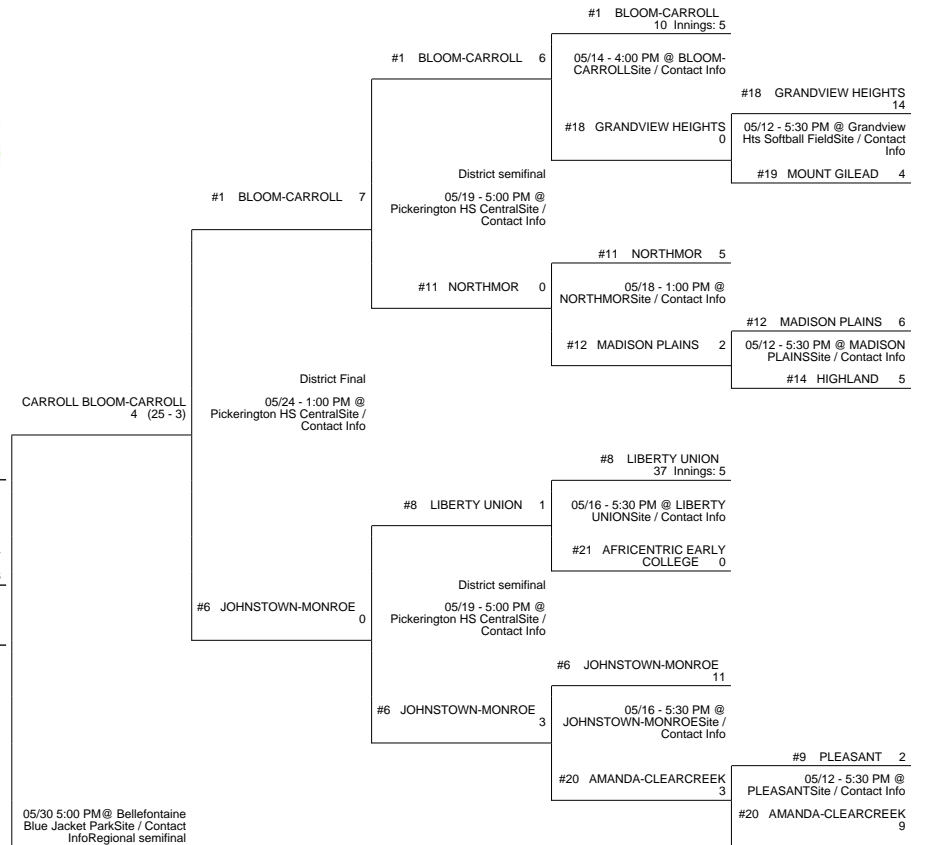 #1 BLOOM-CARROLL
10 Innings: 5
#1 BLOOM-CARROLL 6
05/14 - 4:00 PM @ BLOOM-
CARROLLSite / Contact Info
#18 GRANDVIEW HEIGHTS
14
#18 GRANDVIEW HEIGHTS
0
05/12 - 5:30 PM @ Grandview
Hts Softball FieldSite / Contact
Info
#19 MOUNT GILEAD 4
District semifinal
05/19 - 5:00 PM @
Pickerington HS CentralSite /
Contact Info
#1 BLOOM-CARROLL 7
#11 NORTHMOR 5
#11 NORTHMOR 0
05/18 - 1:00 PM @
NORTHMORSite / Contact Info
#12 MADISON PLAINS 6
#12 MADISON PLAINS 2
05/12 - 5:30 PM @ MADISON
PLAINSSite / Contact Info
#14 HIGHLAND 5
District Final
05/24 - 1:00 PM @
Pickerington HS CentralSite /
Contact Info
CARROLL BLOOM-CARROLL
4 (25 - 3)
#8 LIBERTY UNION
37 Innings: 5
#8 LIBERTY UNION 1
05/16 - 5:30 PM @ LIBERTY
UNIONSite / Contact Info
#21 AFRICENTRIC EARLY
COLLEGE 0
District semifinal
05/19 - 5:00 PM @
Pickerington HS CentralSite /
Contact Info
#6 JOHNSTOWN-MONROE
0
#6 JOHNSTOWN-MONROE
11
#6 JOHNSTOWN-MONROE
3
05/16 - 5:30 PM @
JOHNSTOWN-MONROESite /
Contact Info
#9 PLEASANT 2
#20 AMANDA-CLEARCREEK
3
05/12 - 5:30 PM @
PLEASANTSite / Contact Info
#20 AMANDA-CLEARCREEK
9
05/30 5:00 PM@ Bellefontaine
Blue Jacket ParkSite / Contact
InfoRegional semifinal